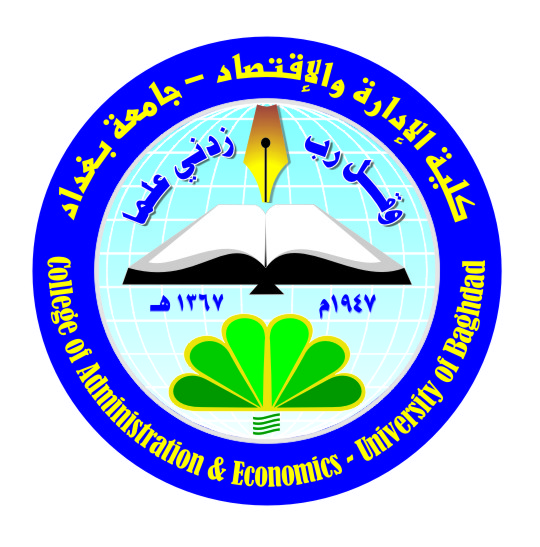 كلية الإدارة والإقتصاد - جامعة بغداد
وقل رب زدني علما
١٩٤٧م
١٣٦٧ هـ
College of Administration & Economics - University of Baghdad